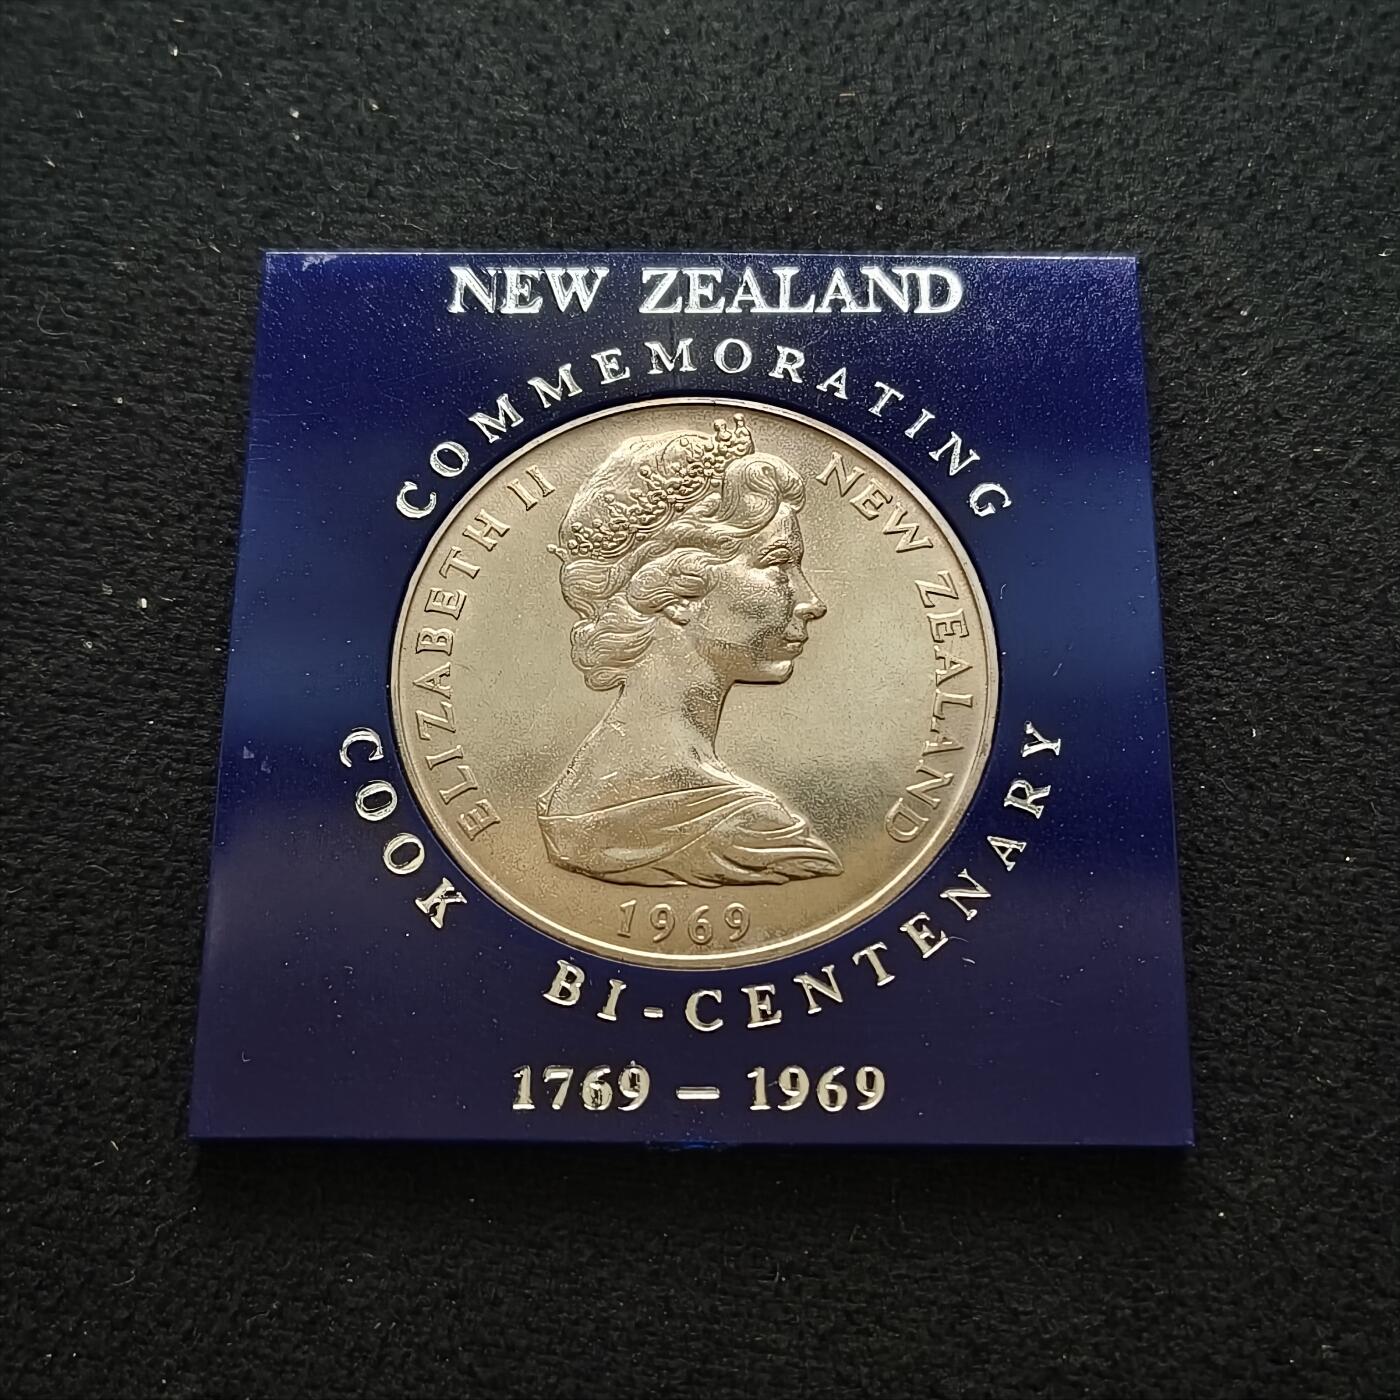 NEW ZEALAND
COMMEMORATING
ELIZABETH II
NEW ZEALAND
1969
COOK BI-CENTENARY
1769 – 1969